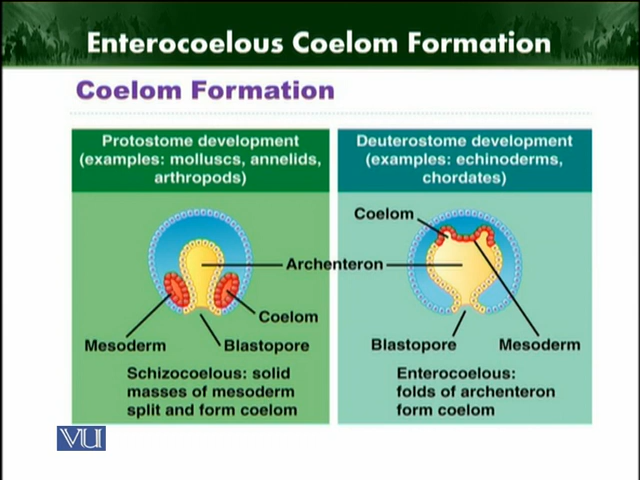 Enterocoelous Coelom Formation
Coelom Formation
Protostome development
(examples: molluscs, annelids,
arthropods)
Deuterostome development
(examples: echinoderms,
chordates)
Coelom
Archenteron
Coelom
Mesoderm
Blastopore
Blastopore
Mesoderm
Schizocoelous: solid
masses of mesoderm
split and form coelom
Enterocoelous:
folds of archenteron
form coelom
VU